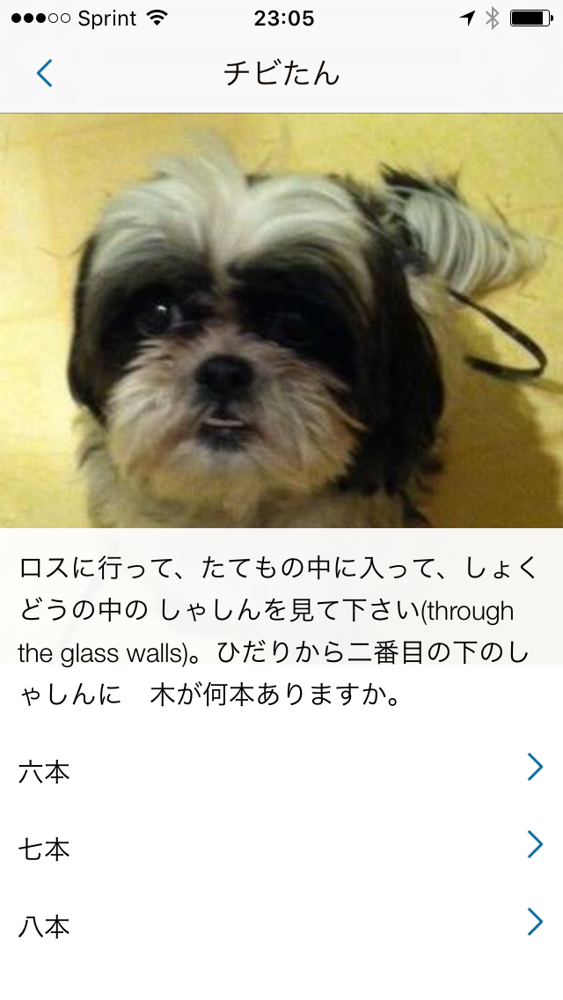 Sprint 23:05
チビたん
ロスに行って、たてもの中に入って、しょく
どうの中の しゃしんを見て下さい(through
the glass walls)。ひだりから二番目の下のし
ゃしんに　木が何本ありますか。
六本
七本
八本